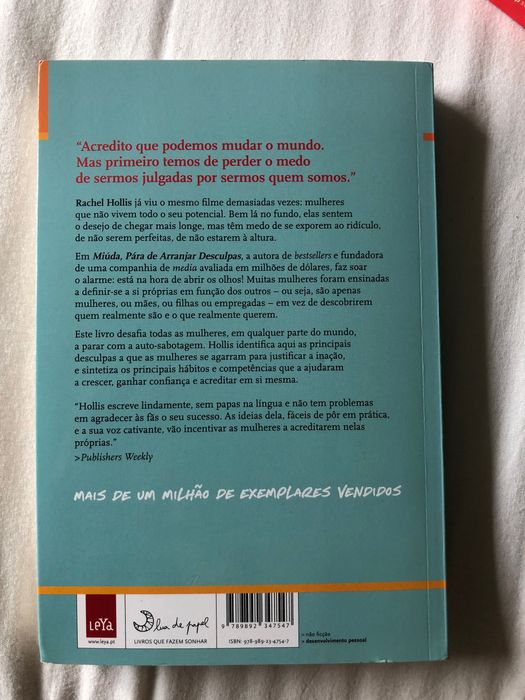 “Acredito que podemos mudar o mundo.
Mas primeiro temos de perder o medo
de sermos julgadas por sermos quem somos.”
Rachel Hollis já viu o mesmo filme demasiadas vezes: mulheres
que não vivem todo o seu potencial. Bem lá no fundo, elas sentem
o desejo de chegar mais longe, mas têm medo de se exporem ao ridículo,
de não serem perfeitas, de não estarem à altura.
Em Miúda, Pára de Arranjar Desculpas, a autora de bestsellers e fundadora
de uma companhia de media avaliada em milhões de dólares, faz soar
o alarme: está na hora de abrir os olhos! Muitas mulheres foram ensinadas
a definir-se a si próprias em função dos outros – ou seja, são apenas
mulheres, ou mães, ou filhas ou empregadas – em vez de descobrirem
quem realmente são e o que realmente querem.
Este livro desafia todas as mulheres, em qualquer parte do mundo,
a parar com a auto-sabotagem. Hollis identifica aqui as principais
desculpas a que as mulheres se agarram para justificar a inação,
e sintetiza os principais hábitos e competências que a ajudaram
a crescer, ganhar confiança e acreditar em si mesma.
“Hollis escreve lindamente, sem papas na língua e não tem problemas
em agradecer às fãs o seu sucesso. As ideias dela, fáceis de pôr em prática,
e a sua voz cativante, vão incentivar as mulheres a acreditarem nelas
próprias.”
>Publishers Weekly
MAIS DE UM MILHÃO DE EXEMPLARES VENDIDOS
LEYA
www.leya.pt
lua de papel
LIVROS QUE FAZEM SONHAR
9 789892 347547
ISBN: 978-989-23-4754-7
> não ficção
> desenvolvimento pessoal